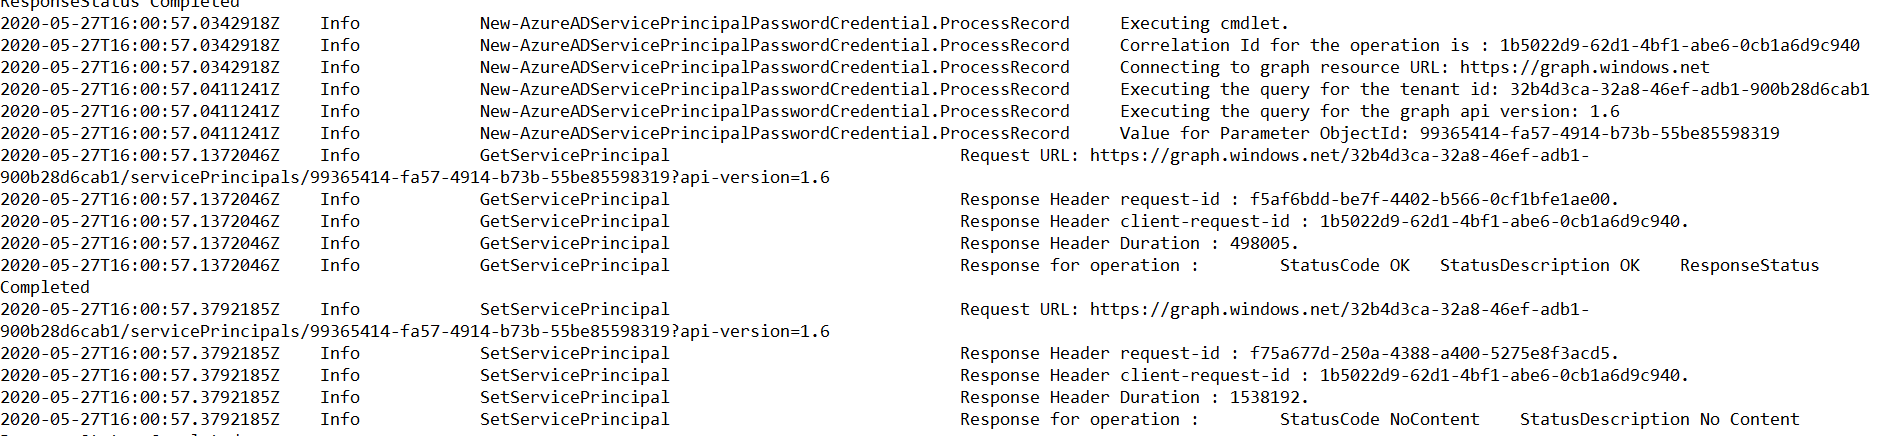 ResponseStatus Completed
2020-05-27T16:00:57.0342918Z    Info            New-AzureADServicePrincipalPasswordCredential.ProcessRecord     Executing cmdlet.
2020-05-27T16:00:57.0342918Z    Info            New-AzureADServicePrincipalPasswordCredential.ProcessRecord     Correlation Id for the operation is : 1b5022d9-62d1-4bf1-abe6-0cb1a6d9c940
2020-05-27T16:00:57.0342918Z    Info            New-AzureADServicePrincipalPasswordCredential.ProcessRecord     Connecting to graph resource URL: https://graph.windows.net
2020-05-27T16:00:57.0411241Z    Info            New-AzureADServicePrincipalPasswordCredential.ProcessRecord     Executing the query for the tenant id: 32b4d3ca-32a8-46ef-adb1-900b28d6cab1
2020-05-27T16:00:57.0411241Z    Info            New-AzureADServicePrincipalPasswordCredential.ProcessRecord     Executing the query for the graph api version: 1.6
2020-05-27T16:00:57.0411241Z    Info            New-AzureADServicePrincipalPasswordCredential.ProcessRecord     Value for Parameter ObjectId: 99365414-fa57-4914-b73b-55be85598319
2020-05-27T16:00:57.1372046Z    Info            GetServicePrincipal                             Request URL: https://graph.windows.net/32b4d3ca-32a8-46ef-adb1-
900b28d6cab1/servicePrincipals/99365414-fa57-4914-b73b-55be85598319?api-version=1.6
2020-05-27T16:00:57.1372046Z    Info            GetServicePrincipal                             Response Header request-id : f5af6bdd-be7f-4402-b566-0cf1bfe1ae00.
2020-05-27T16:00:57.1372046Z    Info            GetServicePrincipal                             Response Header client-request-id : 1b5022d9-62d1-4bf1-abe6-0cb1a6d9c940.
2020-05-27T16:00:57.1372046Z    Info            GetServicePrincipal                             Response Header Duration : 498005.
2020-05-27T16:00:57.1372046Z    Info            GetServicePrincipal                             Response for operation :        StatusCode OK   StatusDescription OK    ResponseStatus
Completed
2020-05-27T16:00:57.3792185Z    Info            SetServicePrincipal                             Request URL: https://graph.windows.net/32b4d3ca-32a8-46ef-adb1-
900b28d6cab1/servicePrincipals/99365414-fa57-4914-b73b-55be85598319?api-version=1.6
2020-05-27T16:00:57.3792185Z    Info            SetServicePrincipal                             Response Header request-id : f75a677d-250a-4388-a400-5275e8f3acd5.
2020-05-27T16:00:57.3792185Z    Info            SetServicePrincipal                             Response Header client-request-id : 1b5022d9-62d1-4bf1-abe6-0cb1a6d9c940.
2020-05-27T16:00:57.3792185Z    Info            SetServicePrincipal                             Response Header Duration : 1538192.
2020-05-27T16:00:57.3792185Z    Info            SetServicePrincipal                             Response for operation :        StatusCode NoContent    StatusDescription No Content